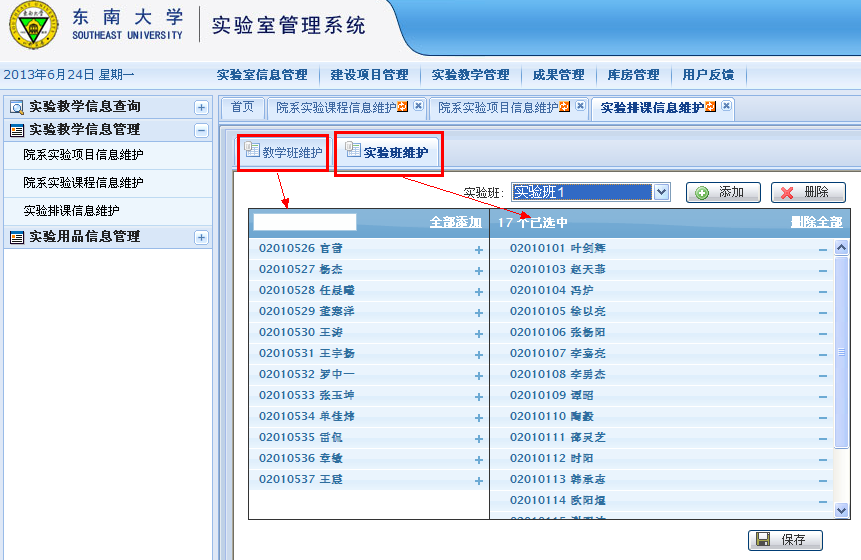 东南大学
SOUTHEAST UNIVERSITY
实验室管理系统
2013年6月24日 星期一
实验室信息管理 建设项目管理 实验教学管理 成果管理 库房管理 用户反馈
实验教学信息查询
实验教学信息管理
院系实验项目信息维护
院系实验课程信息维护
实验排课信息维护
实验用品信息管理
首页 院系实验课程信息维护 院系实验项目信息维护 实验排课信息维护
教学班维护 实验班维护
实验班: 实验班1 添加 删除
全部添加 17 个已选中 删除全部
02010526 官蕾
02010527 杨杰
02010528 任晨曦
02010529 董寒泽
02010530 王涛
02010531 王宇扬
02010532 罗中一
02010533 张玉坤
02010534 单佳炜
02010535 雷侃
02010536 章敏
02010537 王慧
02010101 叶剑辉
02010103 赵天菲
02010104 冯炉
02010105 徐以亮
02010106 张杨阳
02010107 李嘉亮
02010108 李勇杰
02010109 谭昭
02010110 陶毅
02010111 廖灵芝
02010112 时阳
02010113 韩承志
02010114 欧阳煜
保存